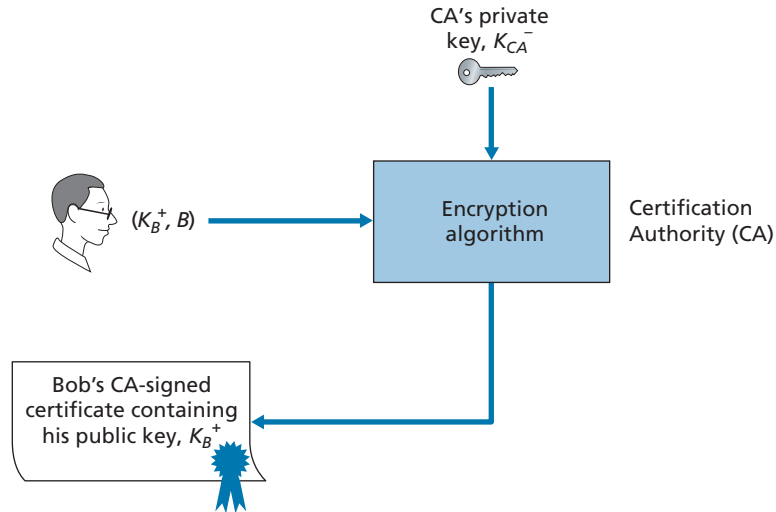 CA's private
key, K_CA^-
(K_B^+, B)
Encryption
algorithm
Certification
Authority (CA)
Bob's CA-signed
certificate containing
his public key, K_B^+